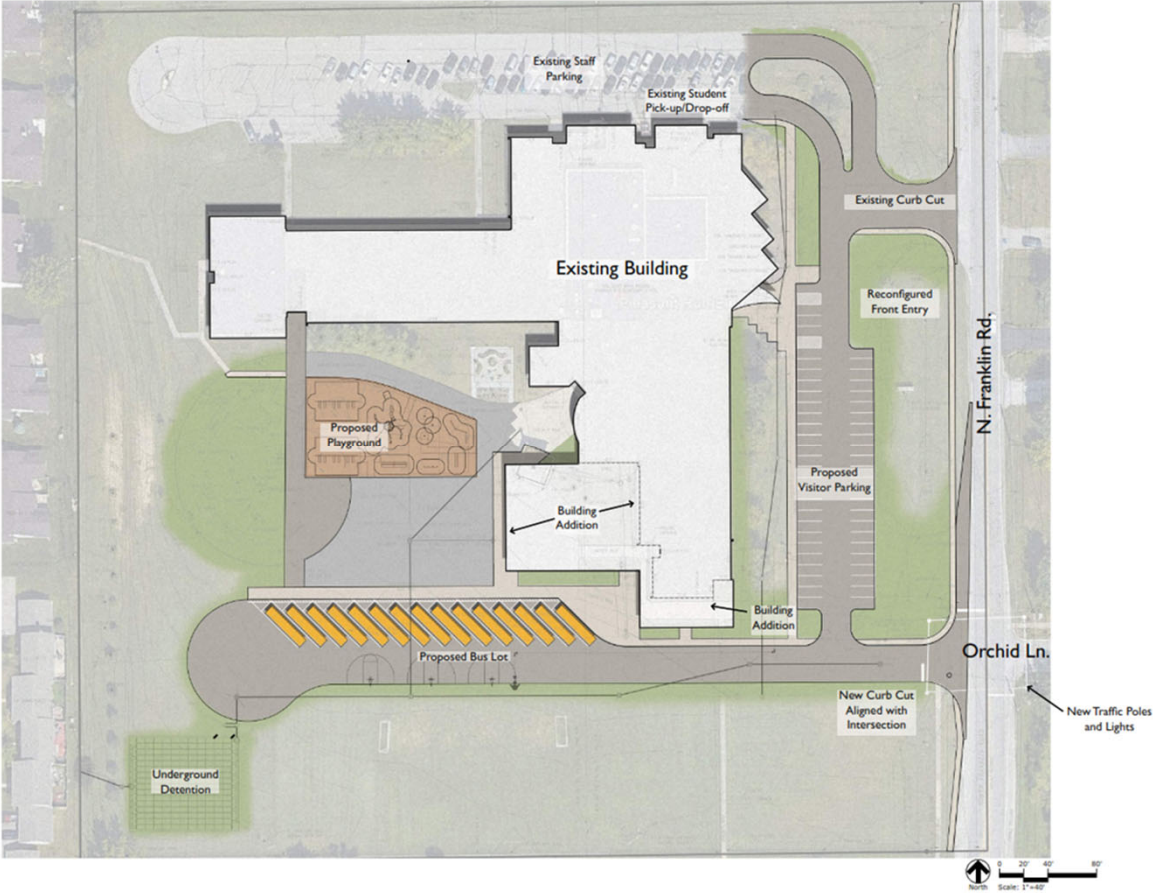 Existing Staff
Parking
Existing Student
Pick-up/Drop-off
Existing Curb Cut
Existing Building
Reconfigured
Front Entry
N. Franklin Rd.
Proposed
Playground
Proposed
Visitor Parking
Building
Addition
Building
Addition
Proposed Bus Lot
Orchid Ln.
New Curb Cut
Aligned with
Intersection
New Traffic Poles
and Lights
Underground
Detention
North
0 20' 40' 80'
Scale: 1"=40'